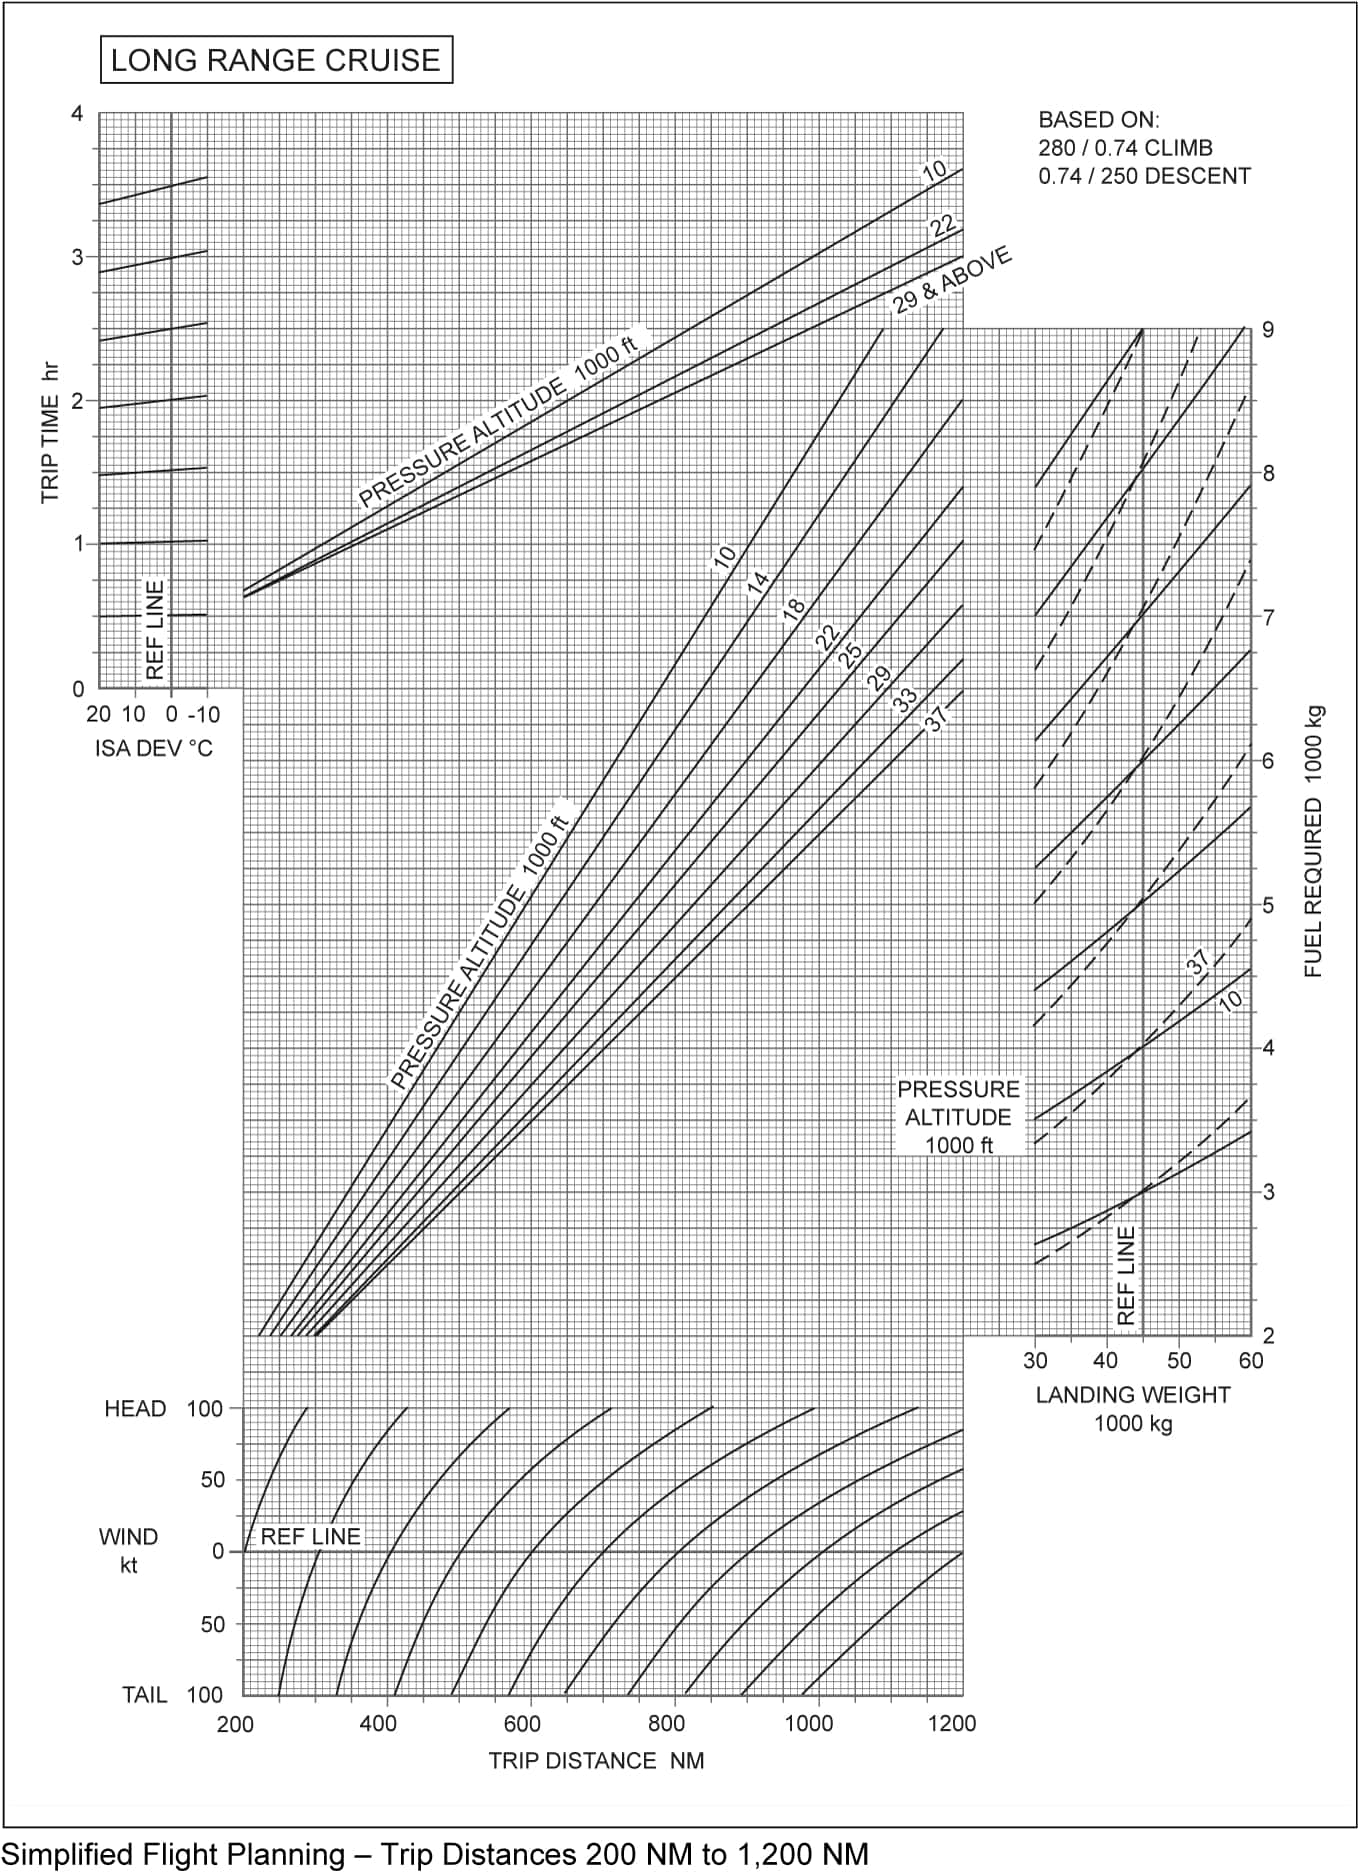 LONG RANGE CRUISE
BASED ON:
280 / 0.74 CLIMB
0.74 / 250 DESCENT
4
3
2
1
0
TRIP TIME hr
REF LINE
20 10 0 -10
ISA DEV °C
PRESSURE ALTITUDE 1000 ft
10
22
29 & ABOVE
PRESSURE ALTITUDE 1000 ft
10
14
18
22
25
29
33
37
9
8
7
6
5
4
3
2
FUEL REQUIRED 1000 kg
37
10
PRESSURE
ALTITUDE
1000 ft
REF LINE
30 40 50 60
LANDING WEIGHT
1000 kg
HEAD 100
50
WIND
kt
0
REF LINE
50
TAIL 100
200 400 600 800 1000 1200
TRIP DISTANCE NM
Simplified Flight Planning – Trip Distances 200 NM to 1,200 NM